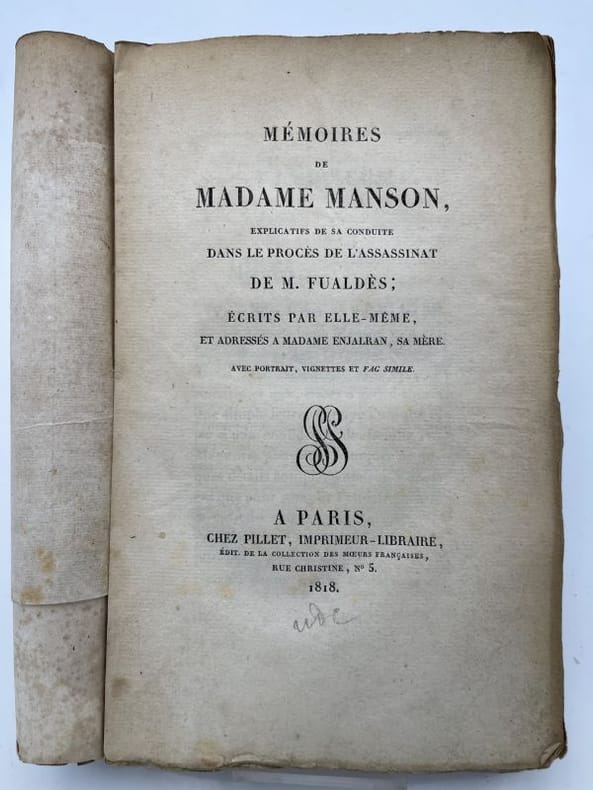 MÉMOIRES
DE
MADAME MANSON,
EXPLICATIFS DE SA CONDUITE
DANS LE PROCÈS DE L'ASSASSINAT
DE M. FUALDÈS;
ÉCRITS PAR ELLE-MÊME,
ET ADRESSÉS A MADAME ENJALRAN, SA MÈRE.
AVEC PORTRAIT, VIGNETTES ET FAC SIMILE.
A PARIS,
CHEZ PILLET, IMPRIMEUR-LIBRAIRE,
ÉDIT. DE LA COLLECTION DES MŒURS FRANÇAISES,
RUE CHRISTINE, Nº 5.
1818.